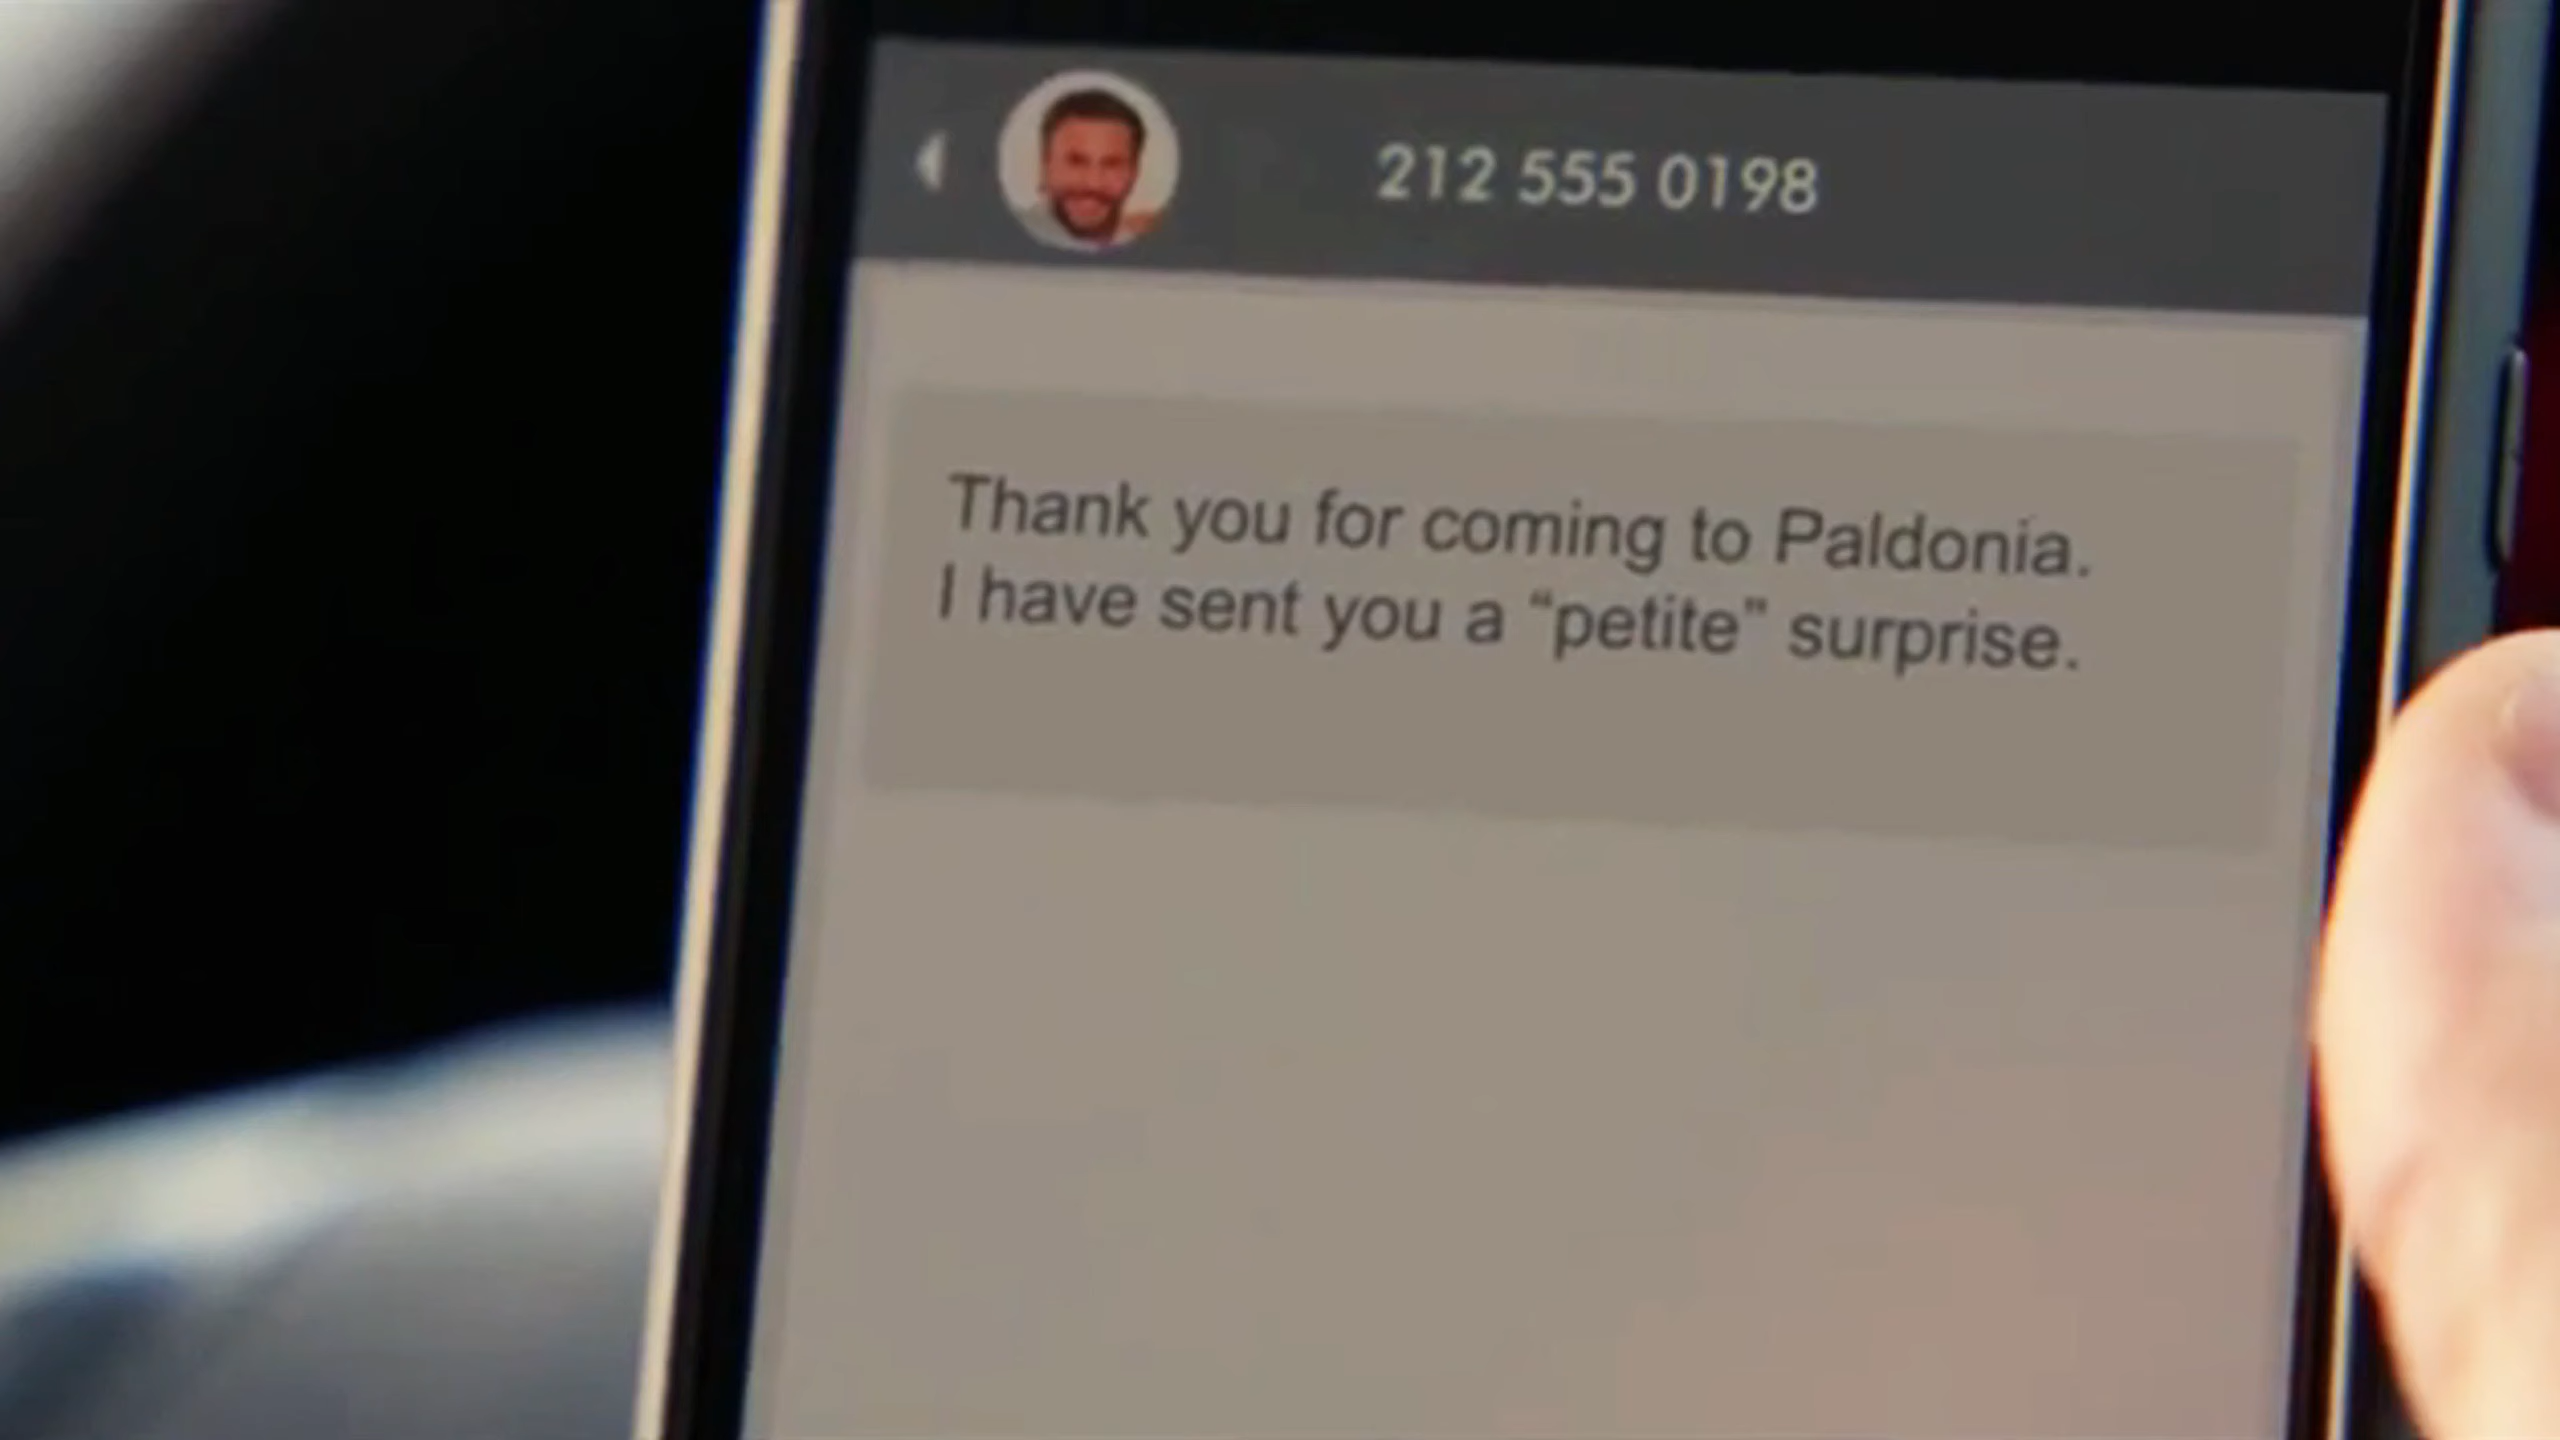 212 555 0198
Thank you for coming to Paldonia.
I have sent you a “petite” surprise.